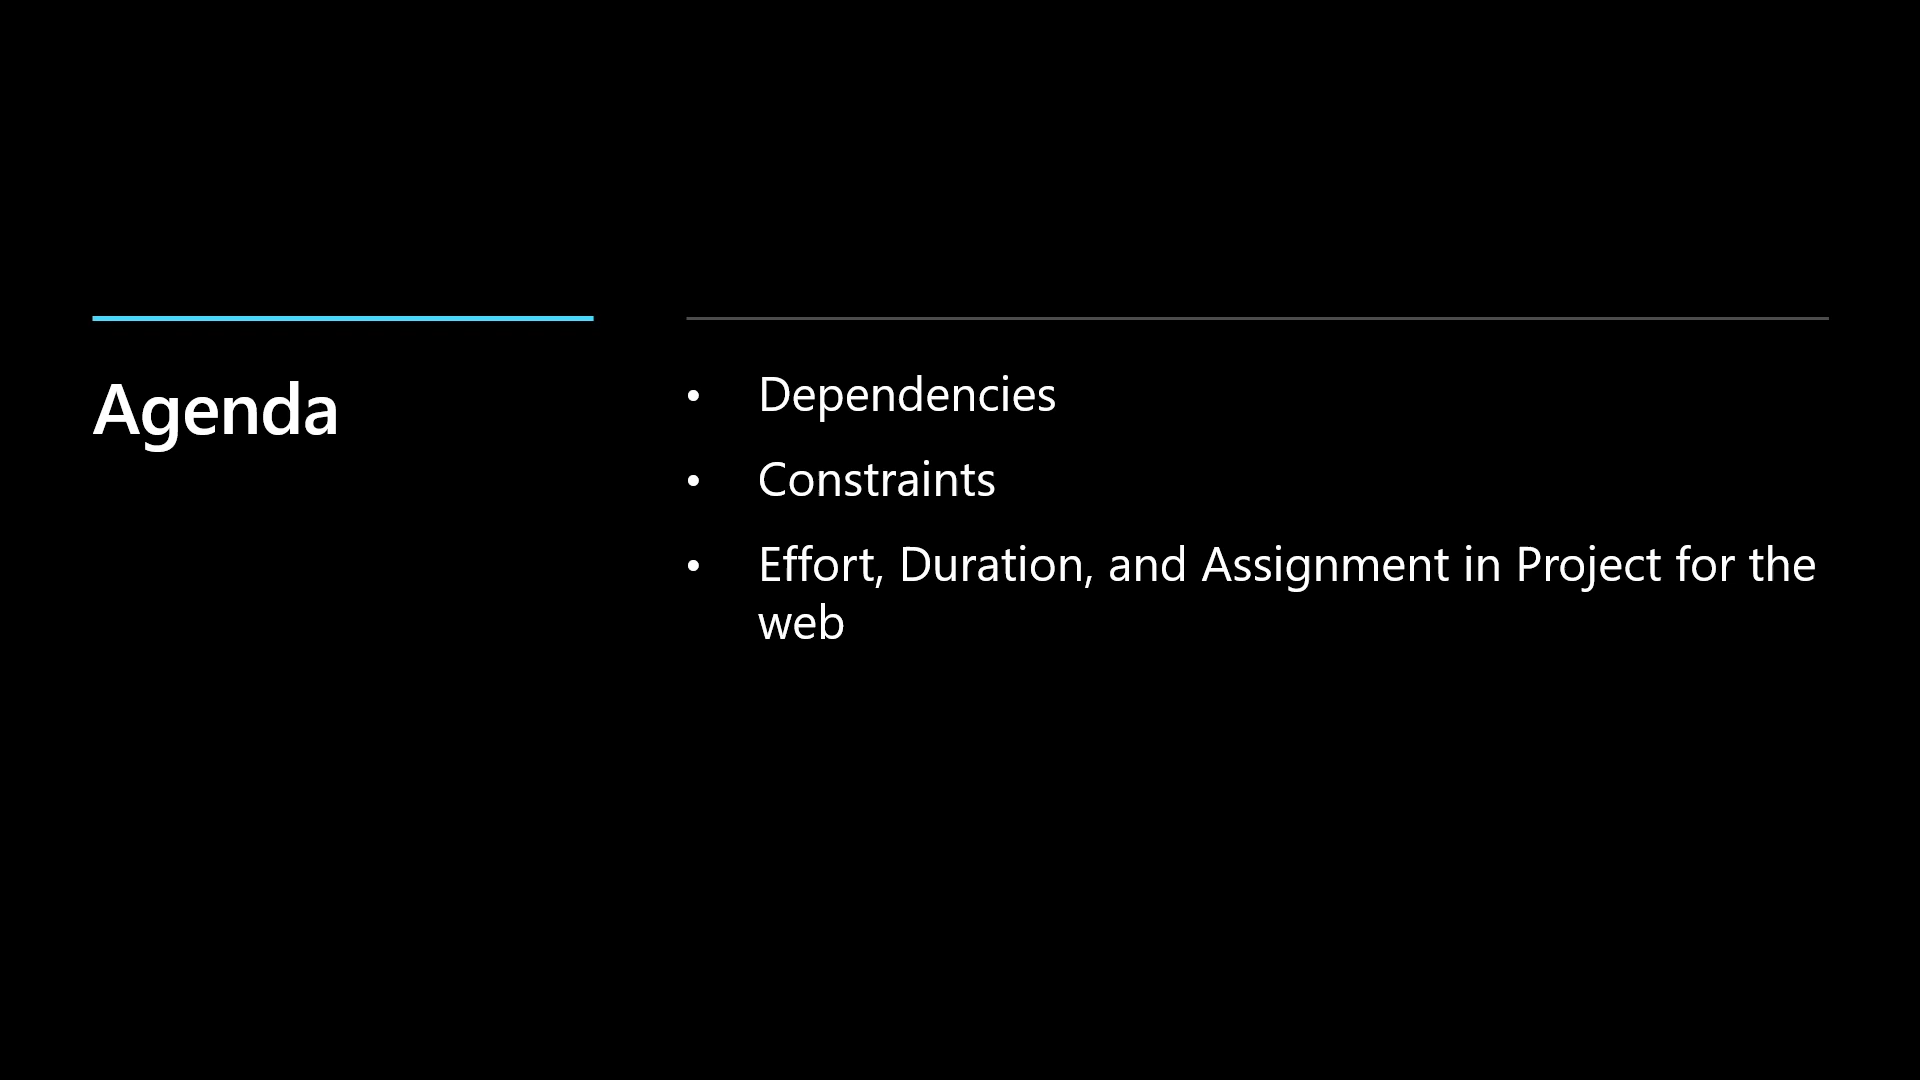 Agenda
• Dependencies
• Constraints
• Effort, Duration, and Assignment in Project for the
web